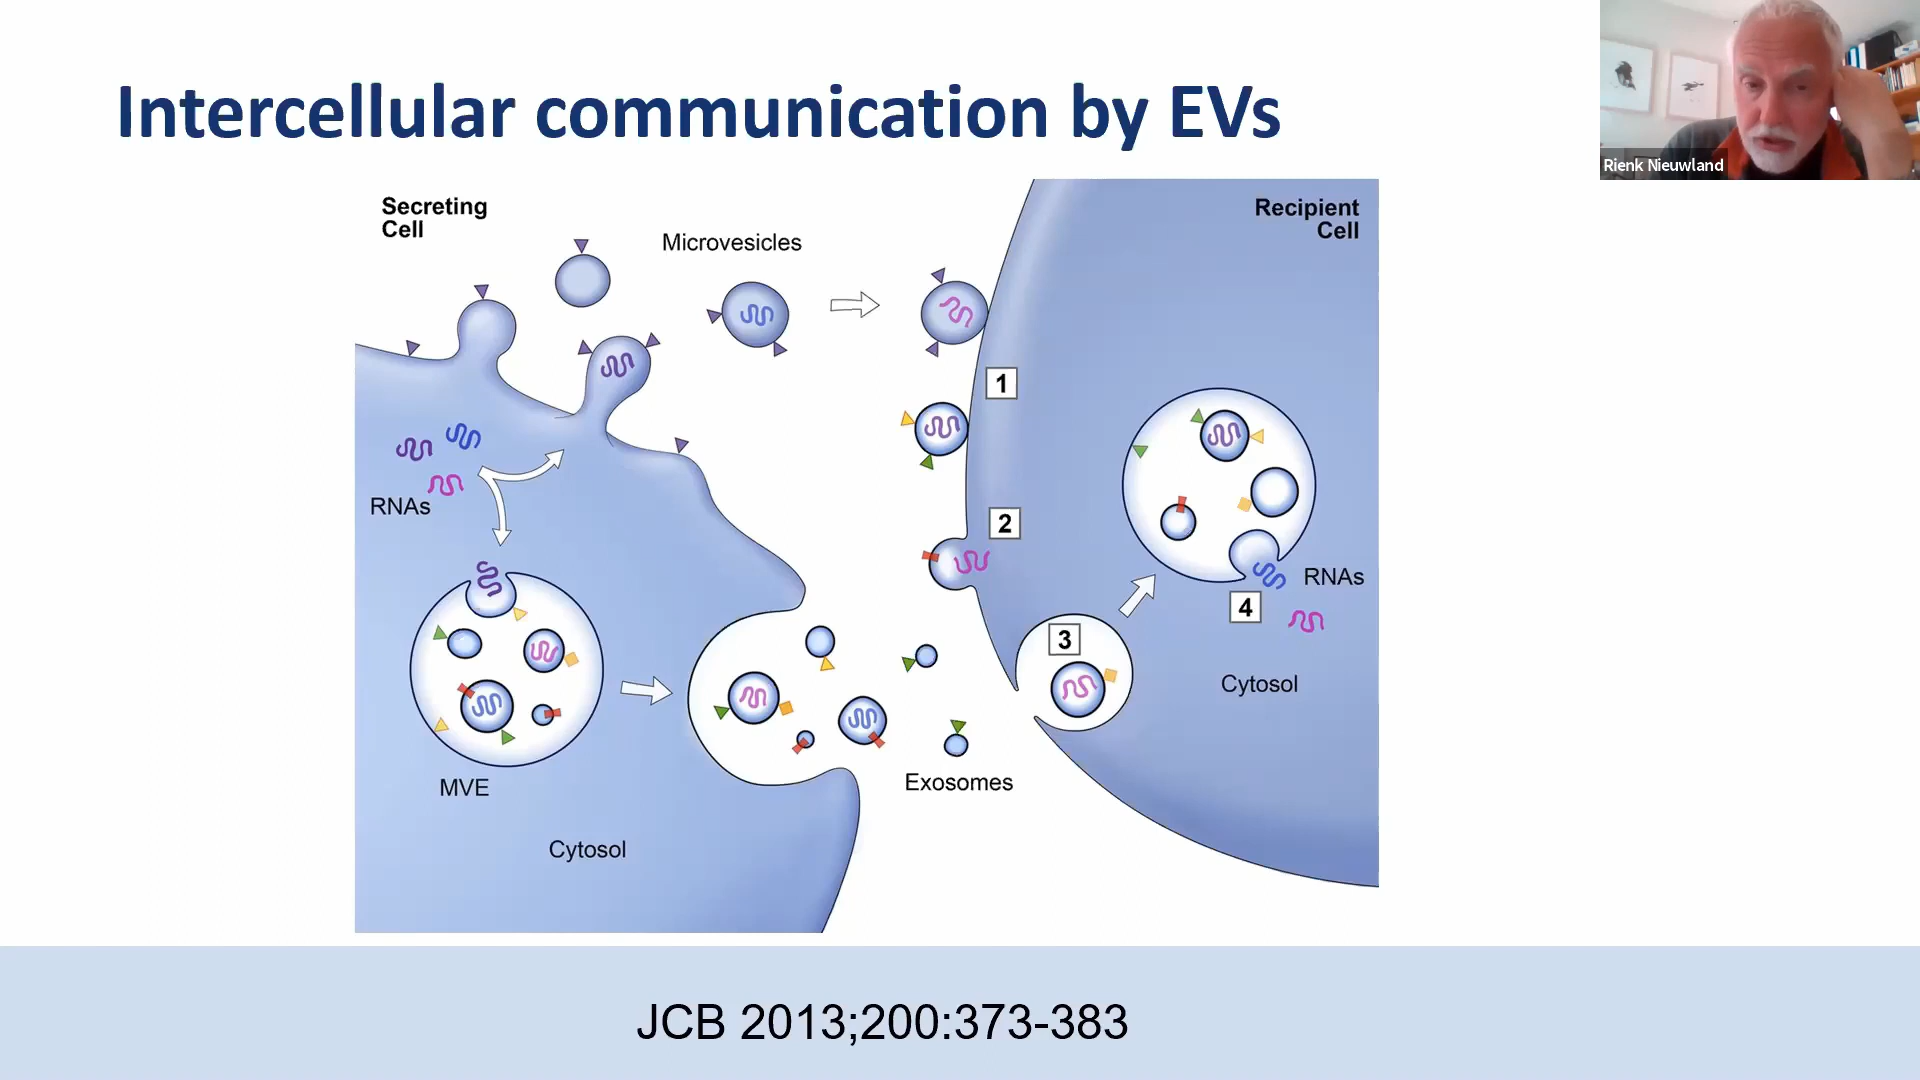 Intercellular communication by EVs
Rienk Nieuwland
Secreting
Cell
Microvesicles
Recipient
Cell
1
RNAs
2
RNAs
4
3
Cytosol
MVE
Exosomes
Cytosol
JCB 2013;200:373-383